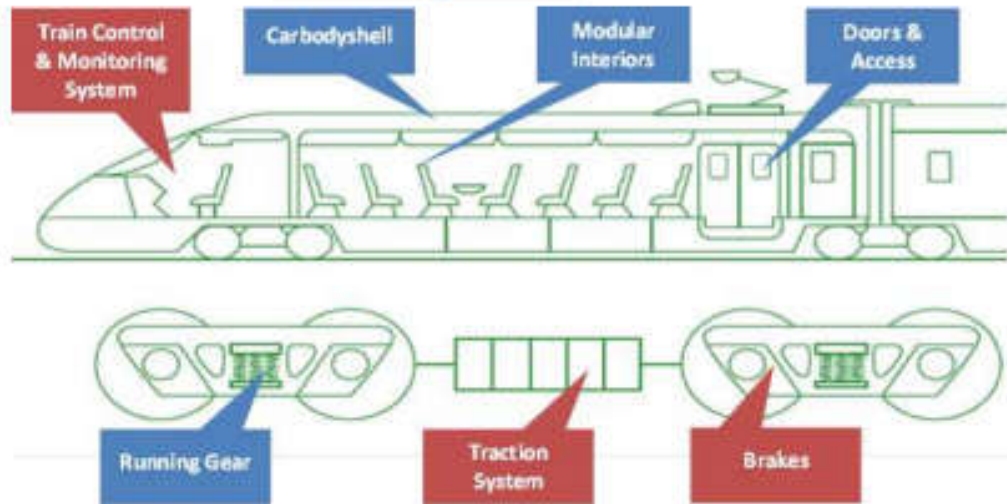 Train Control
& Monitoring
System
Carbodyshell
Modular
Interiors
Doors &
Access
Running Gear
Traction
System
Brakes